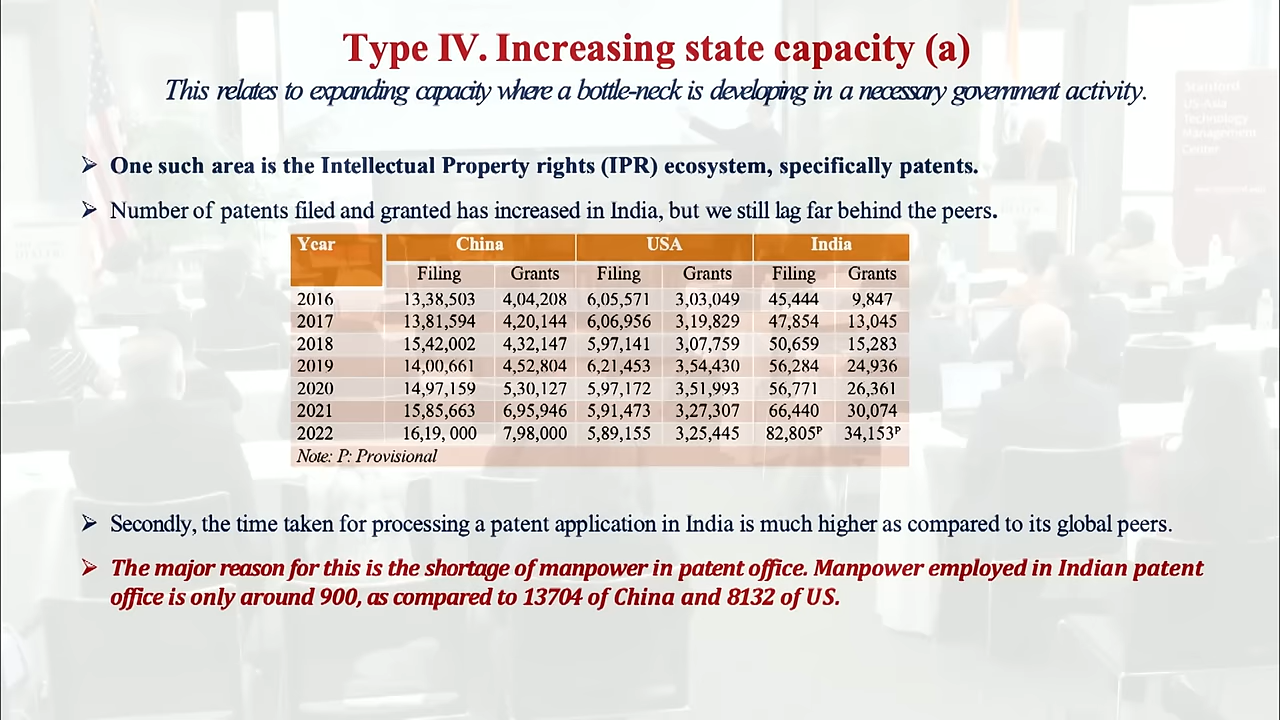 Type IV. Increasing state capacity (a)
This relates to expanding capacity where a bottle-neck is developing in a necessary government activity.
Stanford
US-Asia
Technology
Management
Center
➢ One such area is the Intellectual Property rights (IPR) ecosystem, specifically patents.
➢ Number of patents filed and granted has increased in India, but we still lag far behind the peers.
Year China USA India
Filing Grants Filing Grants Filing Grants
2016 13,38,503 4,04,208 6,05,571 3,03,049 45,444 9,847
2017 13,81,594 4,20,144 6,06,956 3,19,829 47,854 13,045
2018 15,42,002 4,32,147 5,97,141 3,07,759 50,659 15,283
2019 14,00,661 4,52,804 6,21,453 3,54,430 56,284 24,936
2020 14,97,159 5,30,127 5,97,172 3,51,993 56,771 26,361
2021 15,85,663 6,95,946 5,91,473 3,27,307 66,440 30,074
2022 16,19, 000 7,98,000 5,89,155 3,25,445 82,805ᴾ 34,153ᴾ
Note: P: Provisional
➢ Secondly, the time taken for processing a patent application in India is much higher as compared to its global peers.
➢ The major reason for this is the shortage of manpower in patent office. Manpower employed in Indian patent
office is only around 900, as compared to 13704 of China and 8132 of US.